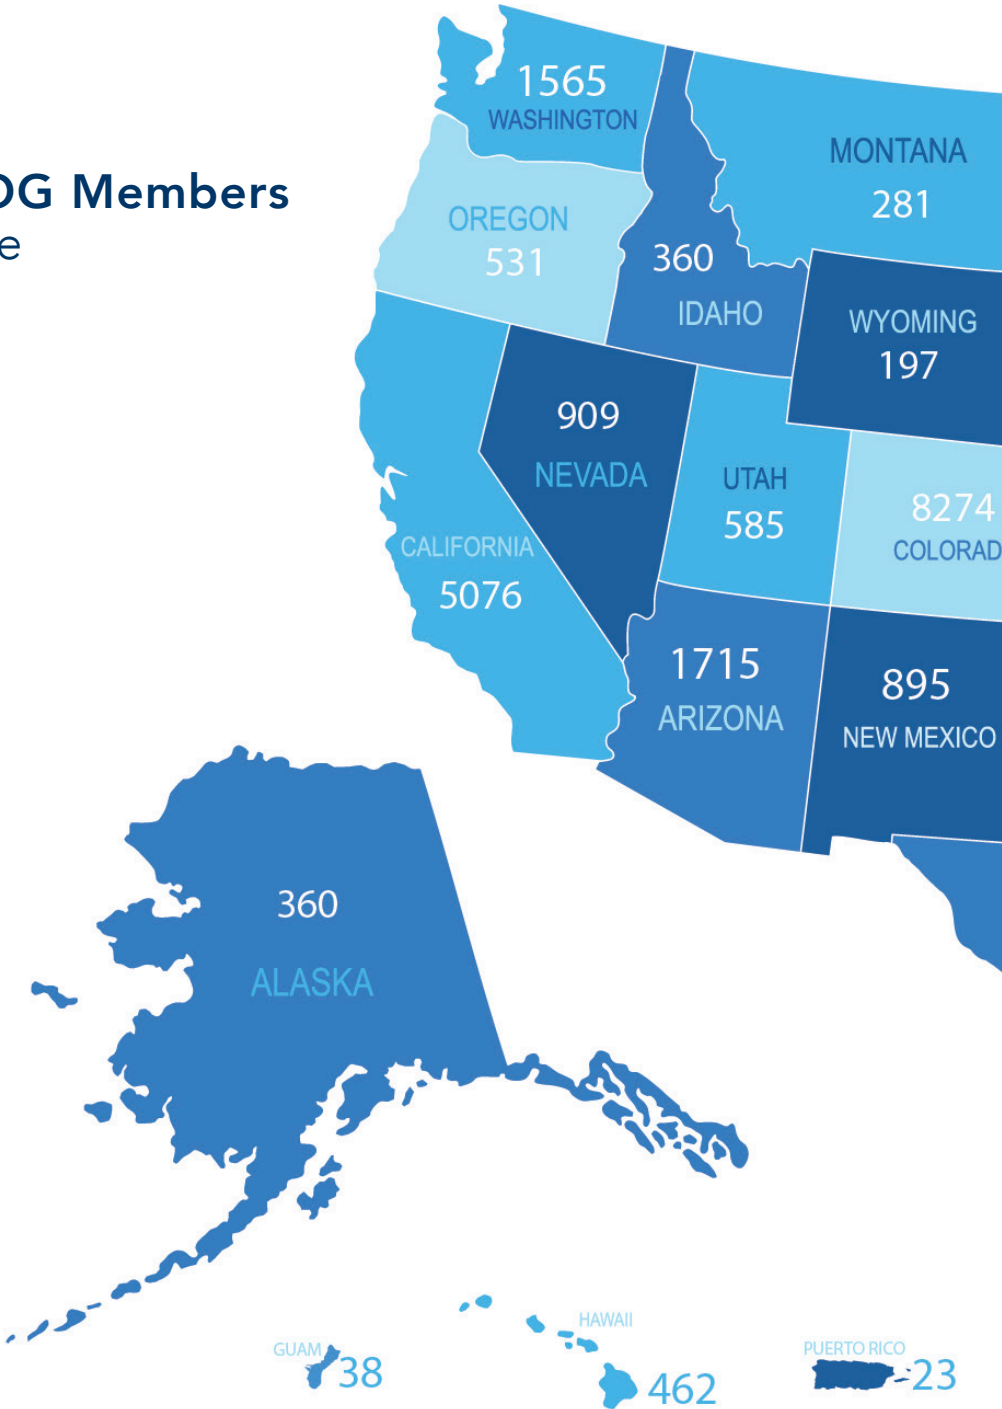 OG Members
e
1565
WASHINGTON
MONTANA
281
OREGON
531
360
IDAHO
WYOMING
197
909
NEVADA
UTAH
585
8274
COLORAD
CALIFORNIA
5076
1715
ARIZONA
895
NEW MEXICO
360
ALASKA
GUAM
38
HAWAII
462
PUERTO RICO
23